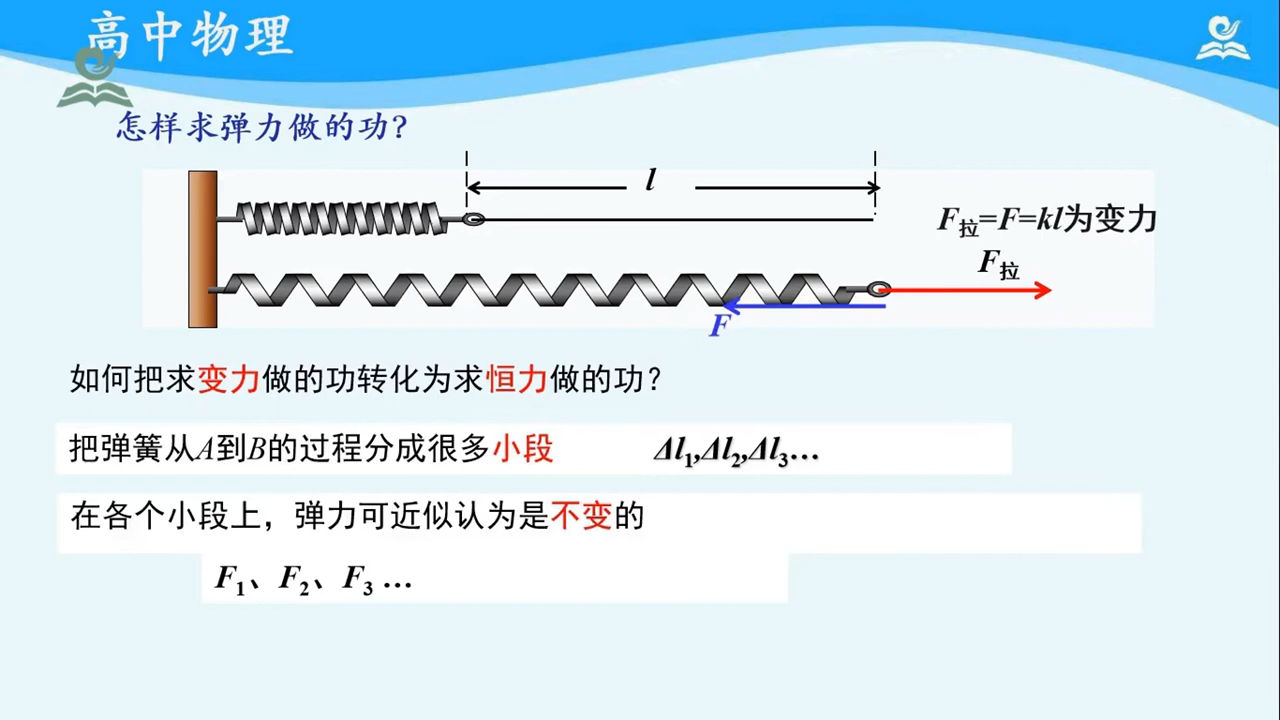 高中物理
怎样求弹力做的功?
l
F拉=F=kl为变力
F拉
F
如何把求变力做的功转化为求恒力做的功?
把弹簧从A到B的过程分成很多小段 Δl1,Δl2,Δl3…
在各个小段上，弹力可近似认为是不变的
F1、F2、F3 …